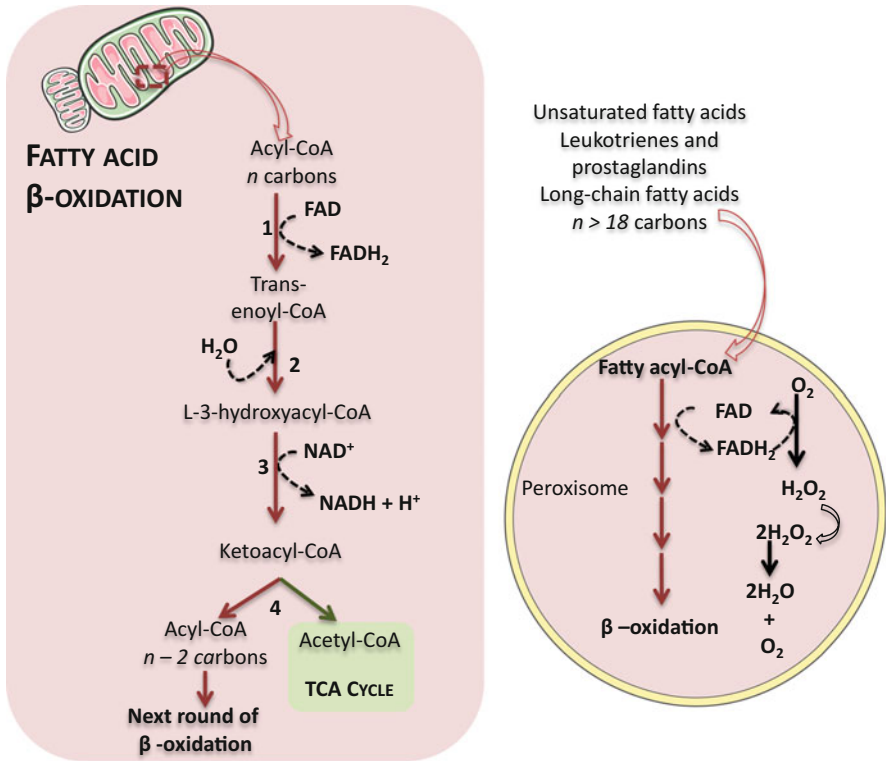 FATTY ACID
β-OXIDATION
Acyl-CoA
n carbons
1
FAD
FADH₂
Trans-
enoyl-CoA
H₂O
2
L-3-hydroxyacyl-CoA
3
NAD⁺
NADH + H⁺
Ketoacyl-CoA
4
Acyl-CoA
n – 2 carbons
Next round of
β -oxidation
Acetyl-CoA
TCA CYCLE
Unsaturated fatty acids
Leukotrienes and
prostaglandins
Long-chain fatty acids
n > 18 carbons
Fatty acyl-CoA
O₂
FAD
FADH₂
Peroxisome
H₂O₂
2H₂O₂
2H₂O
+
O₂
β –oxidation